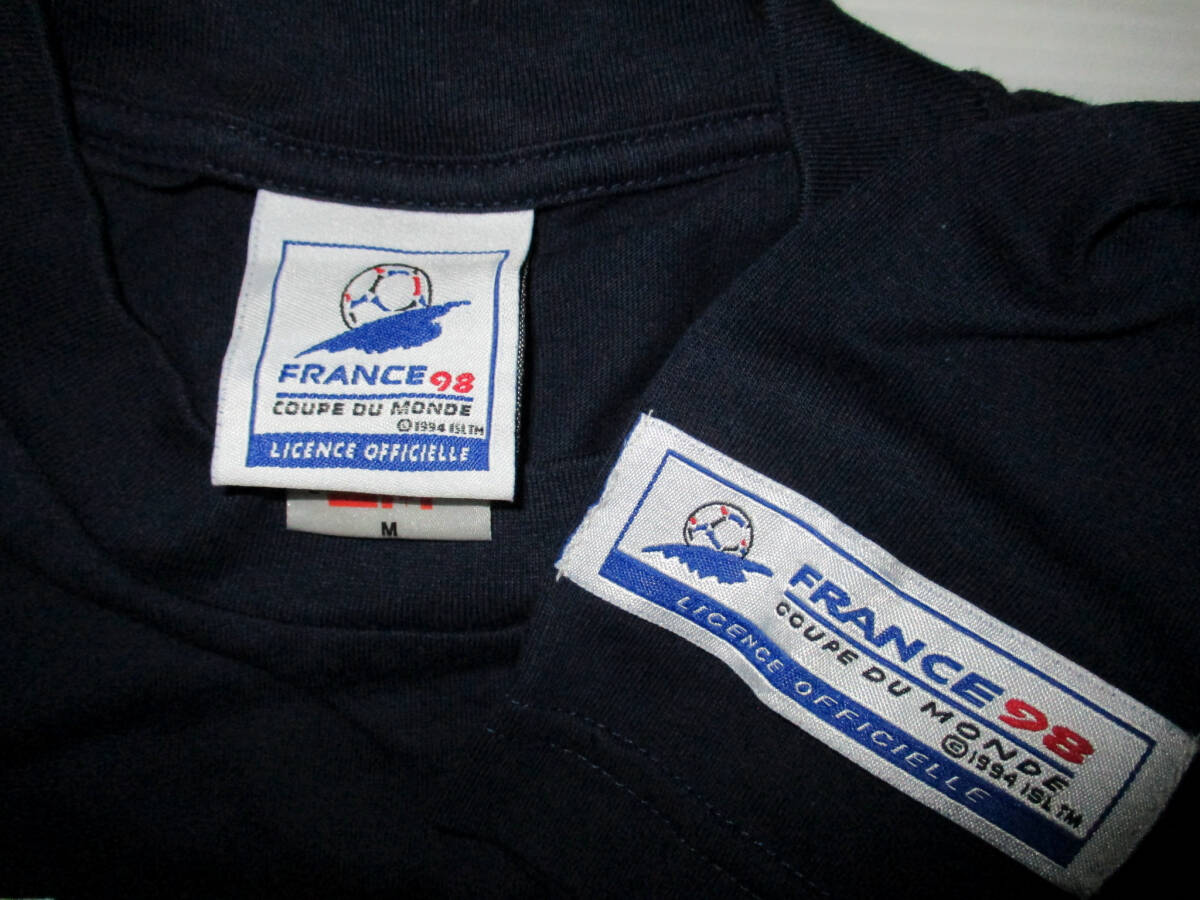 FRANCE 98
COUPE DU MONDE
©1994 ISL TM
LICENCE OFFICIELLE
M
FRANCE 98
COUPE DU MONDE
©1994 ISL TM
LICENCE OFFICIELLE